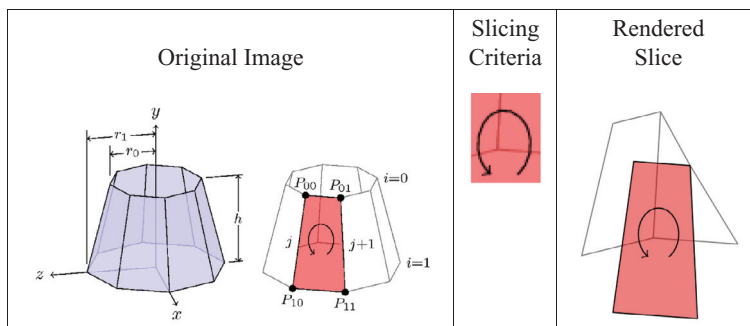 Original Image
Slicing
Criteria
Rendered
Slice
y
r₁
r₀
h
z
x
P₀₀
P₀₁
i=0
j
j+1
i=1
P₁₀
P₁₁